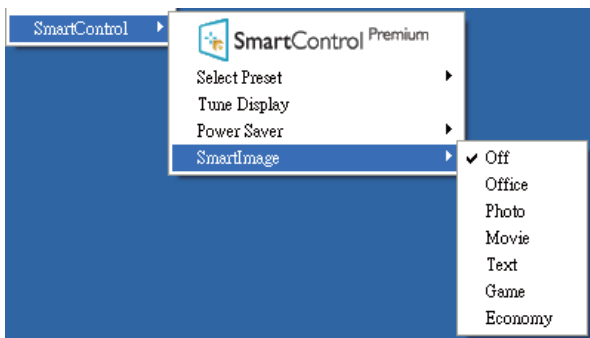 SmartControl
SmartControl Premium
Select Preset
Tune Display
Power Saver
SmartImage
Off
Office
Photo
Movie
Text
Game
Economy